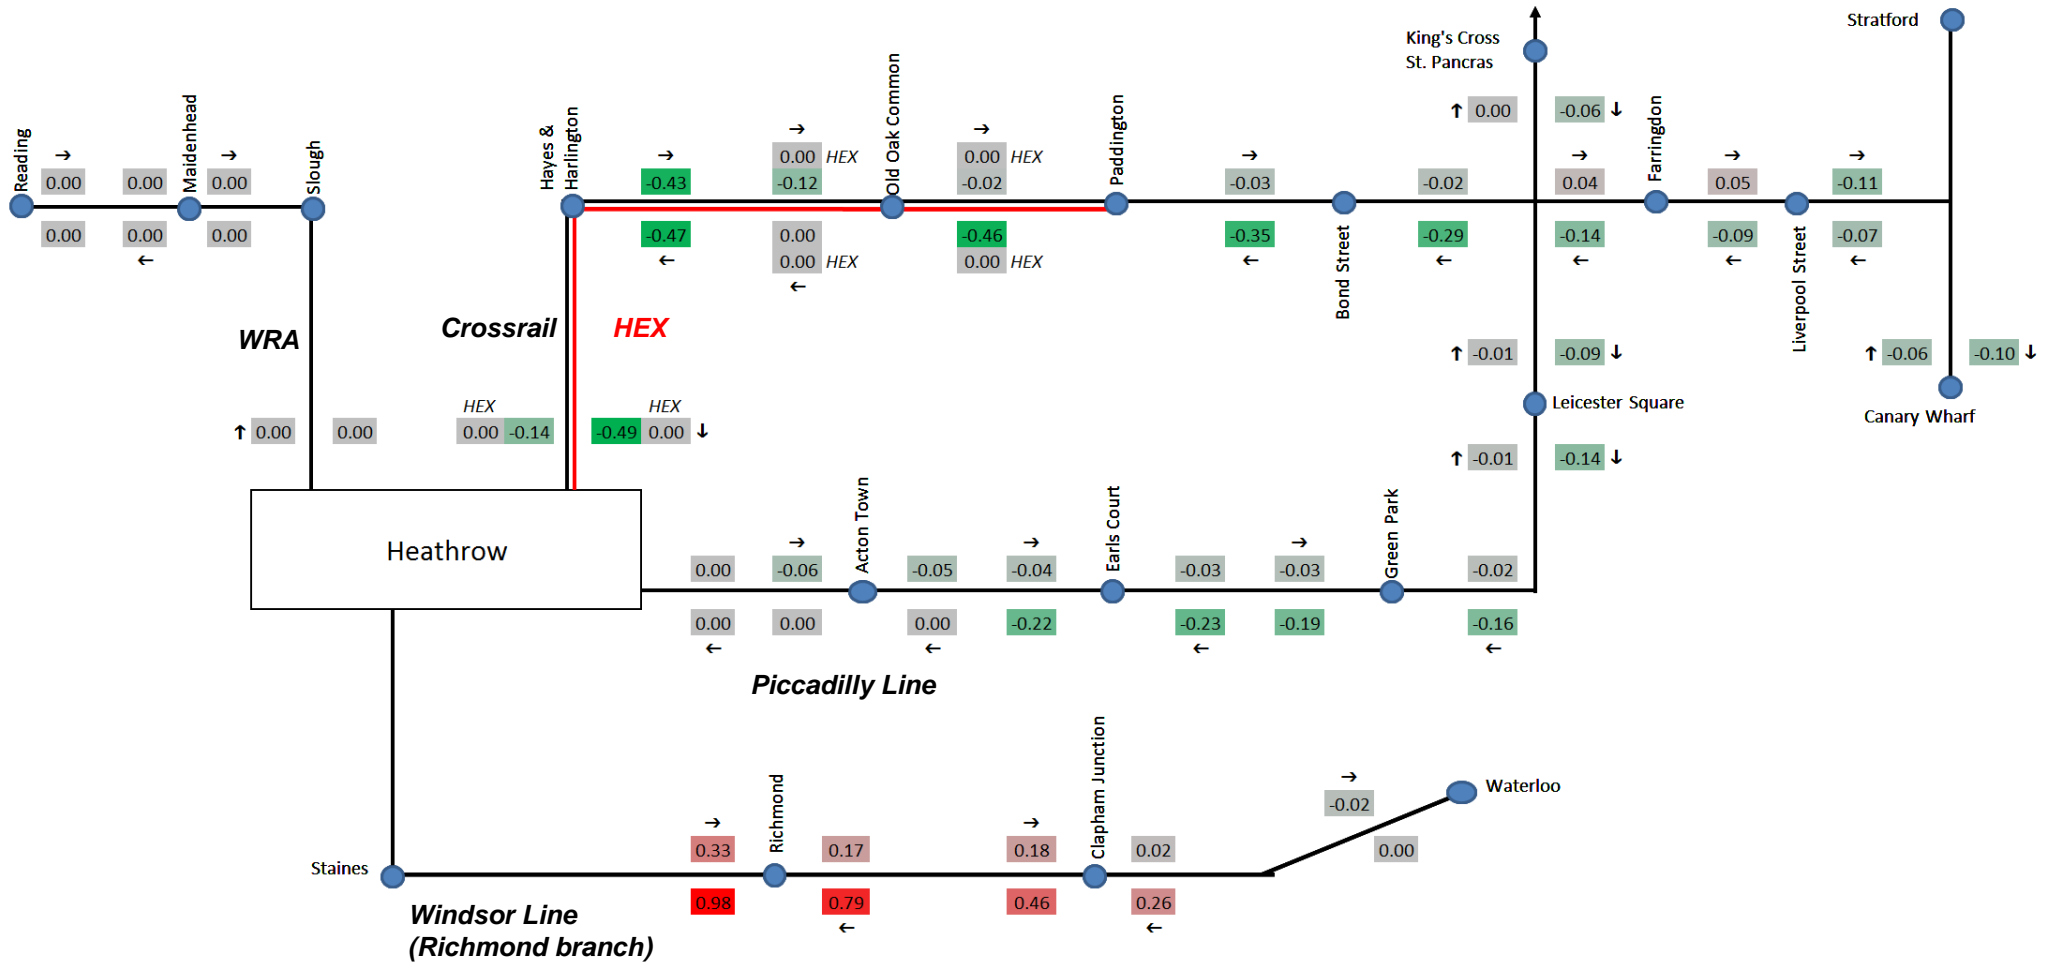 Stratford
King's Cross
St. Pancras
Reading
Maidenhead
Slough
Hayes &
Harlington
Old Oak Common
Paddington
Farringdon
↑ 0.00 -0.06 ↓
→ → → → → → → →
0.00 HEX 0.00 HEX
0.00 0.00 0.00 -0.43 -0.12 -0.02 -0.03 -0.02 0.04 0.05 -0.11
0.00 0.00 0.00 -0.47 0.00 -0.46 -0.35 -0.29 -0.14 -0.09 -0.07
0.00 HEX 0.00 HEX
← ← ← ← ← ← ← ←
Bond Street
Liverpool Street
WRA
Crossrail
HEX
↑ -0.01 -0.09 ↓
↑ -0.06 -0.10 ↓
Leicester Square
Canary Wharf
HEX HEX
↑ 0.00 0.00 0.00 -0.14 -0.49 0.00 ↓
↑ -0.01 -0.14 ↓
Heathrow
Acton Town
Earls Court
Green Park
→ → →
0.00 -0.06 -0.05 -0.04 -0.03 -0.03 -0.02
0.00 0.00 0.00 -0.22 -0.23 -0.19 -0.16
← ← ← ←
Piccadilly Line
Richmond
Clapham Junction
→
Waterloo
-0.02
→ →
0.33 0.17 0.18 0.02 0.00
Staines
0.98 0.79 0.46 0.26
← ←
Windsor Line
(Richmond branch)